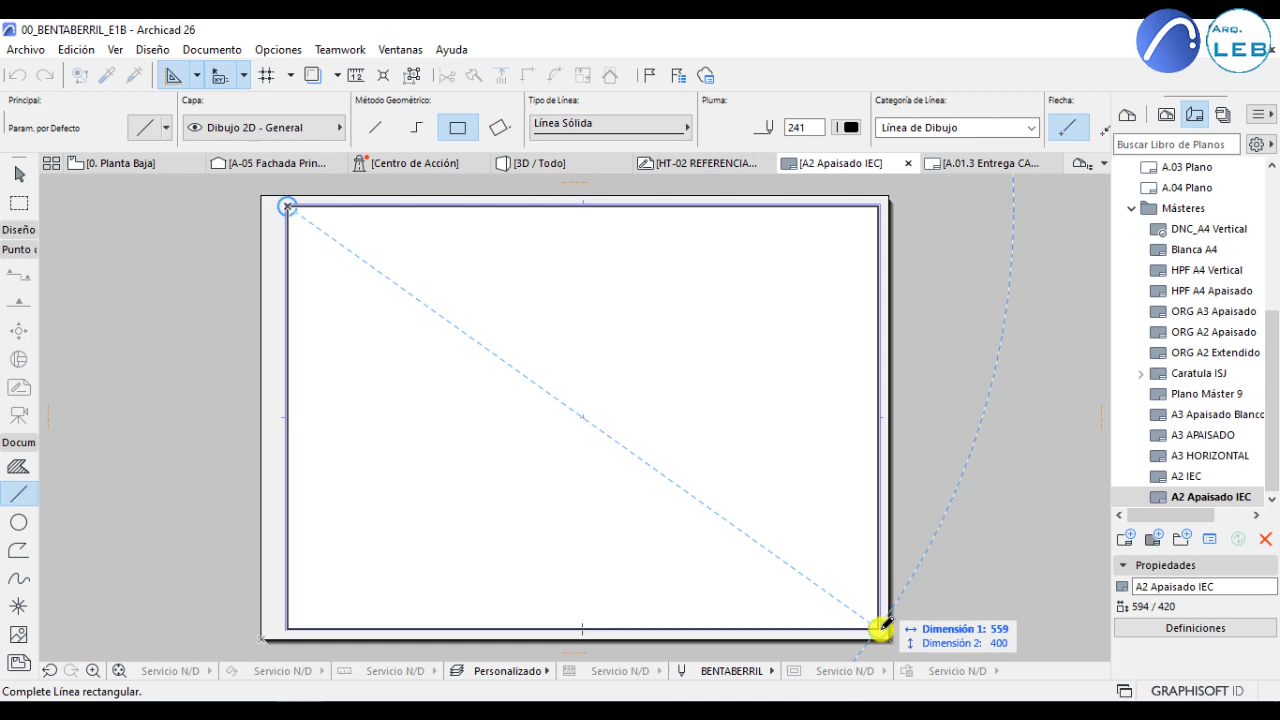 00_BENTABERRIL_E1B - Archicad 26
ARQ.
LEB
Archivo Edición Ver Diseño Documento Opciones Teamwork Ventanas Ayuda
Principal:
Param. por Defecto
Capa:
Dibujo 2D - General
Método Geométrico:
Tipo de Línea:
Línea Sólida
Pluma:
241
Categoría de Línea:
Línea de Dibujo
Flecha:
[0. Planta Baja] [A-05 Fachada Prin... [Centro de Acción] [3D / Todo] [HT-02 REFERENCIA... [A2 Apaisado IEC] [A.01.3 Entrega CA...
Buscar Libro de Planos
A.03 Plano
A.04 Plano
Másteres
DNC_A4 Vertical
Blanca A4
HPF A4 Vertical
HPF A4 Apaisado
ORG A3 Apaisado
ORG A2 Apaisado
ORG A2 Extendido
Caratula ISJ
Plano Máster 9
A3 Apaisado Blanco
A3 APAISADO
A3 HORIZONTAL
A2 IEC
A2 Apaisado IEC
Propiedades
A2 Apaisado IEC
594 / 420
Definiciones
Diseño
Punto d
Docum
Dimensión 1: 559
Dimensión 2: 400
Servicio N/D Servicio N/D Servicio N/D Personalizado Servicio N/D BENTABERRIL Servicio N/D Servicio N/D
Complete Línea rectangular.
GRAPHISOFT ID